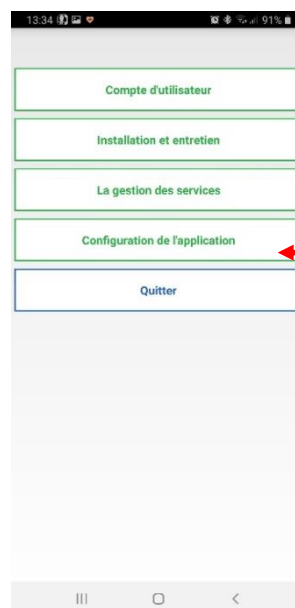 13:34 91%
Compte d'utilisateur
Installation et entretien
La gestion des services
Configuration de l'application
Quitter